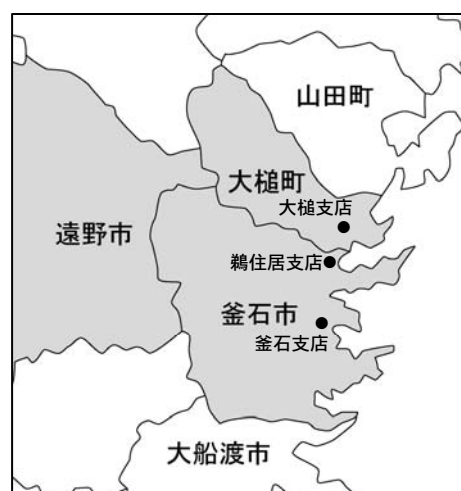 山田町
大槌町
大槌支店
遠野市
鵜住居支店
釜石市
釜石支店
大船渡市